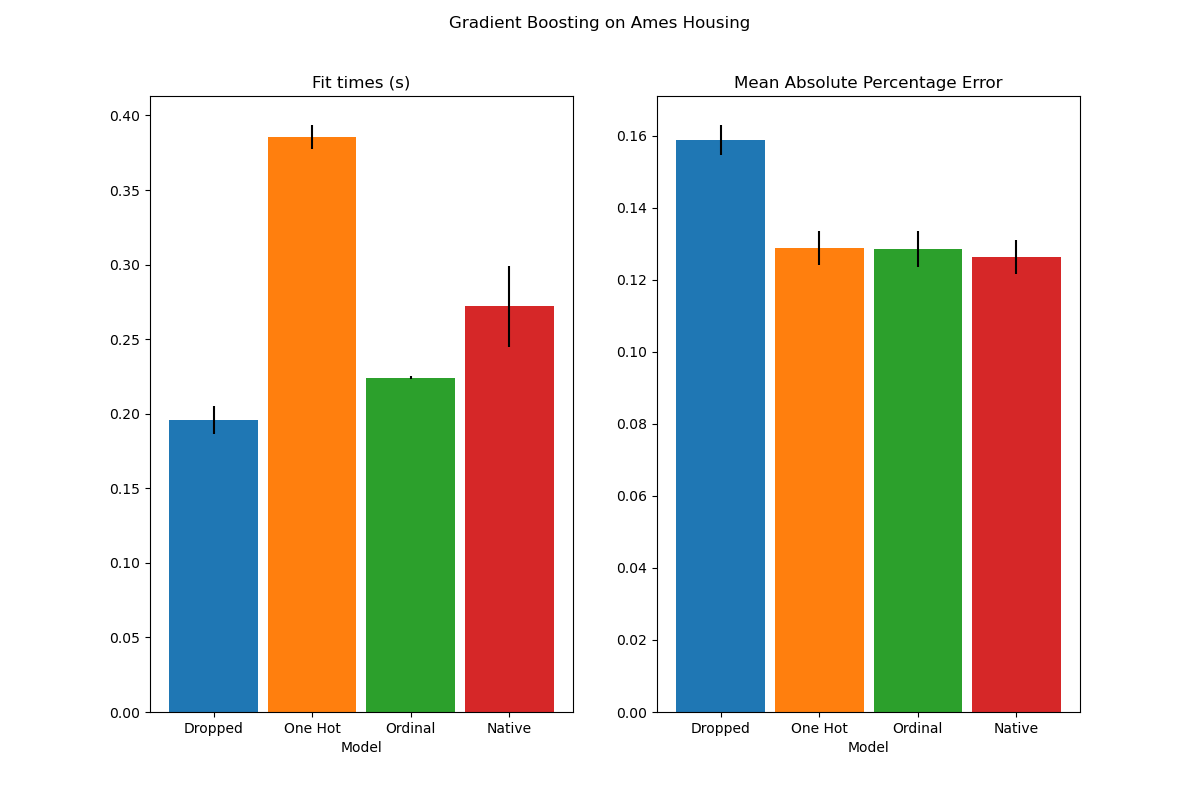 Gradient Boosting on Ames Housing
Fit times (s)
0.40
0.35
0.30
0.25
0.20
0.15
0.10
0.05
0.00
Dropped One Hot Ordinal Native
Model
Mean Absolute Percentage Error
0.16
0.14
0.12
0.10
0.08
0.06
0.04
0.02
0.00
Dropped One Hot Ordinal Native
Model